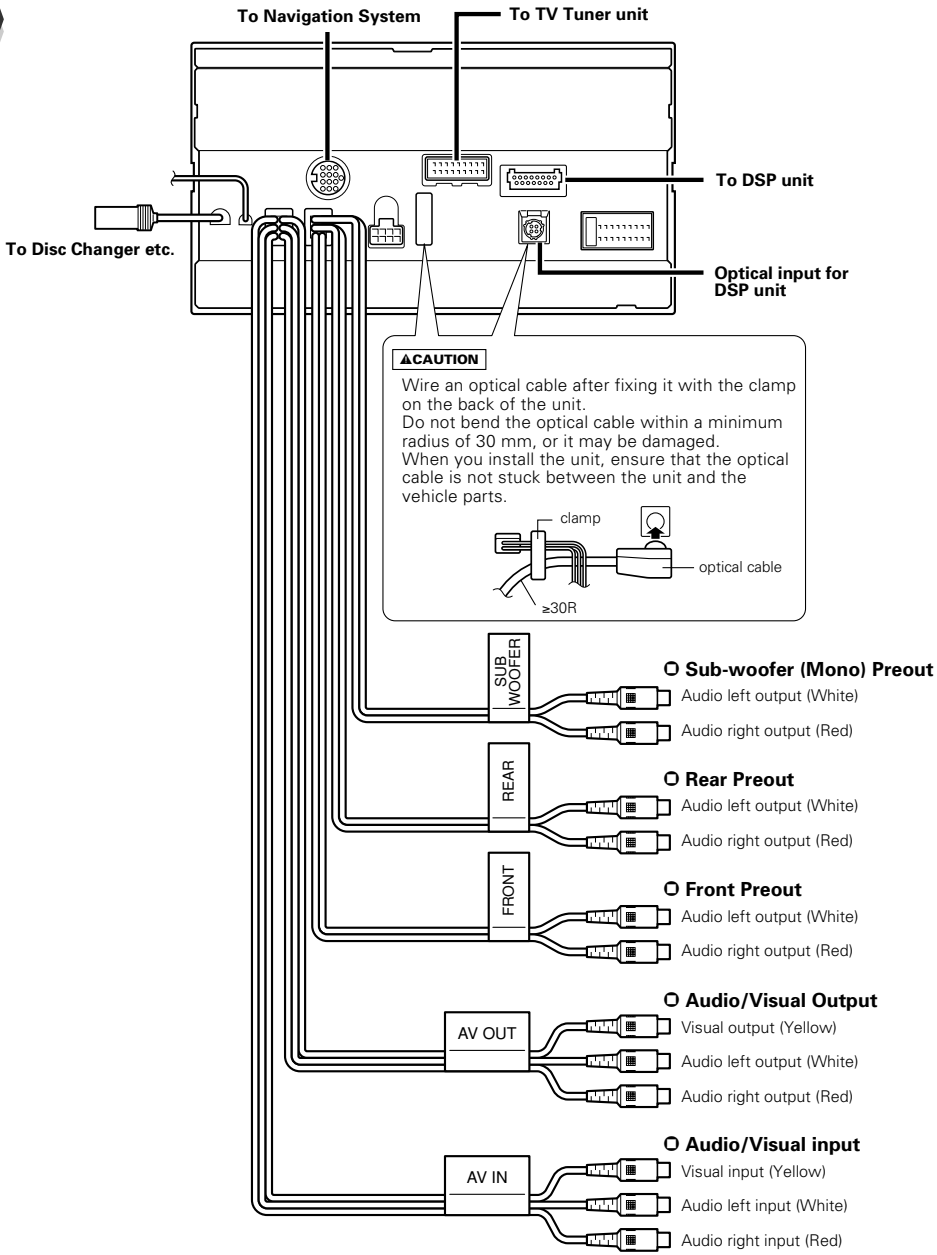 To Navigation System
To TV Tuner unit
To DSP unit
To Disc Changer etc.
Optical input for
DSP unit
CAUTION
Wire an optical cable after fixing it with the clamp
on the back of the unit.
Do not bend the optical cable within a minimum
radius of 30 mm, or it may be damaged.
When you install the unit, ensure that the optical
cable is not stuck between the unit and the
vehicle parts.
clamp
optical cable
≥30R
SUB
WOOFER
Sub-woofer (Mono) Preout
Audio left output (White)
Audio right output (Red)
REAR
Rear Preout
Audio left output (White)
Audio right output (Red)
FRONT
Front Preout
Audio left output (White)
Audio right output (Red)
AV OUT
Audio/Visual Output
Visual output (Yellow)
Audio left output (White)
Audio right output (Red)
AV IN
Audio/Visual input
Visual input (Yellow)
Audio left input (White)
Audio right input (Red)